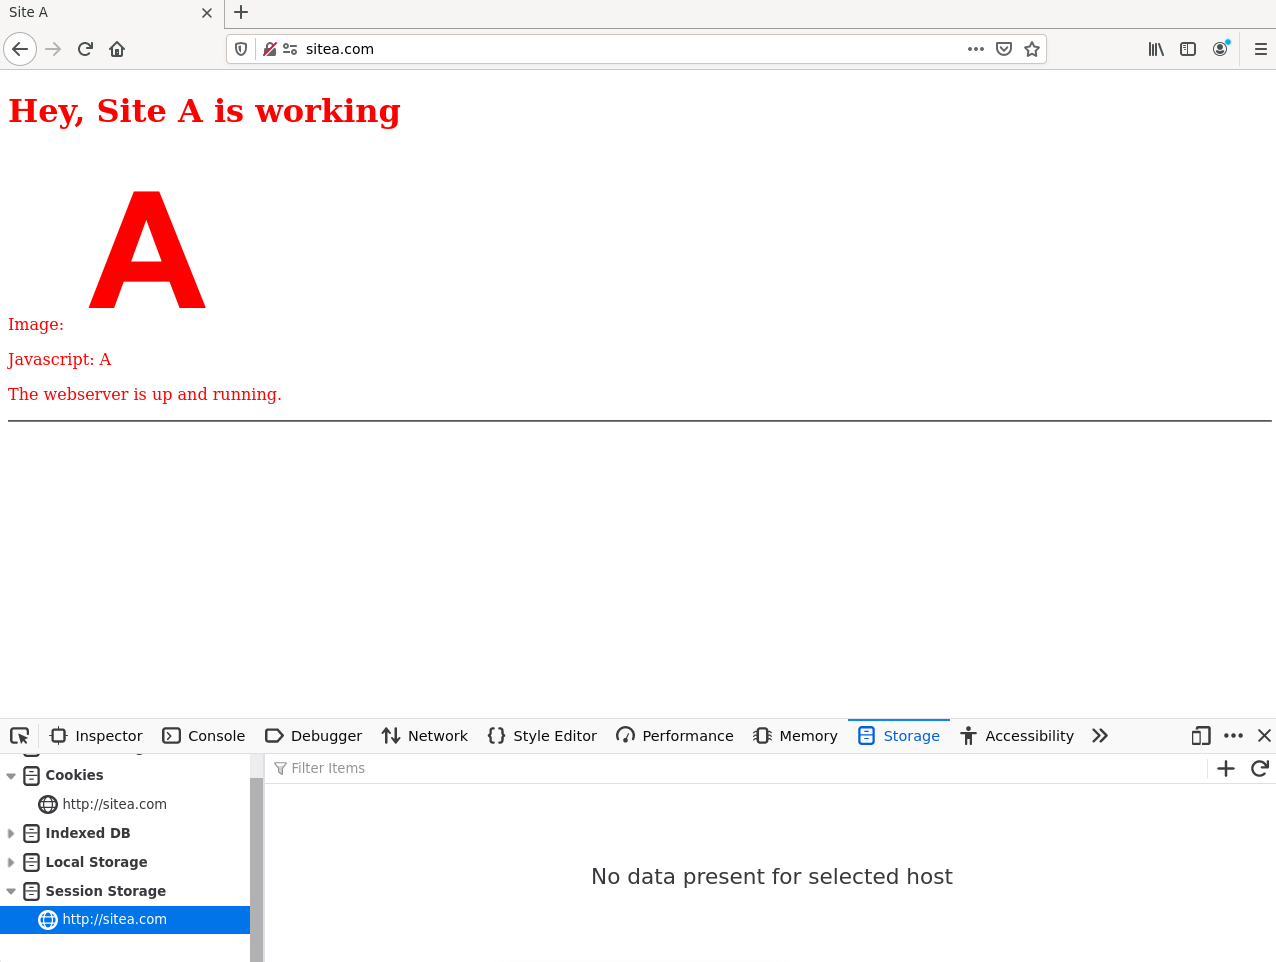 Site A
sitea.com
Hey, Site A is working
A
Image:
Javascript: A
The webserver is up and running.
Inspector Console Debugger Network Style Editor Performance Memory Storage Accessibility
Filter Items
Cookies
http://sitea.com
Indexed DB
Local Storage
Session Storage
http://sitea.com
No data present for selected host